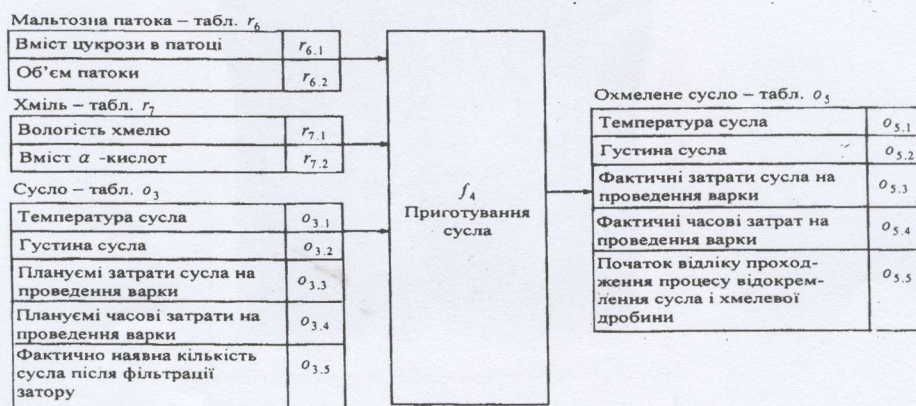 Мальтозна патока – табл. r6
Вміст цукрози в патоці r6.1
Об’єм патоки r6.2
Хміль – табл. r7
Вологість хмелю r7.1
Вміст α -кислот r7.2
Сусло – табл. o3
Температура сусла o3.1
Густина сусла o3.2
Плануємі затрати сусла на
проведення варки o3.3
Плануємі часові затрати на
проведення варки o3.4
Фактично наявна кількість
сусла після фільтрації o3.5
затору
f4
Приготування
сусла
Охмелене сусло – табл. o5
Температура сусла o5.1
Густина сусла o5.2
Фактичні затрати сусла на
проведення варки o5.3
Фактичні часові затрат на
проведення варки o5.4
Початок відліку проход-
ження процесу відокрем- o5.5
лення сусла і хмелевої
дробини